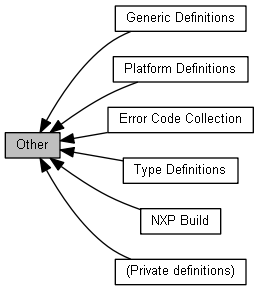 Generic Definitions
Platform Definitions
Error Code Collection
Other
Type Definitions
NXP Build
(Private definitions)